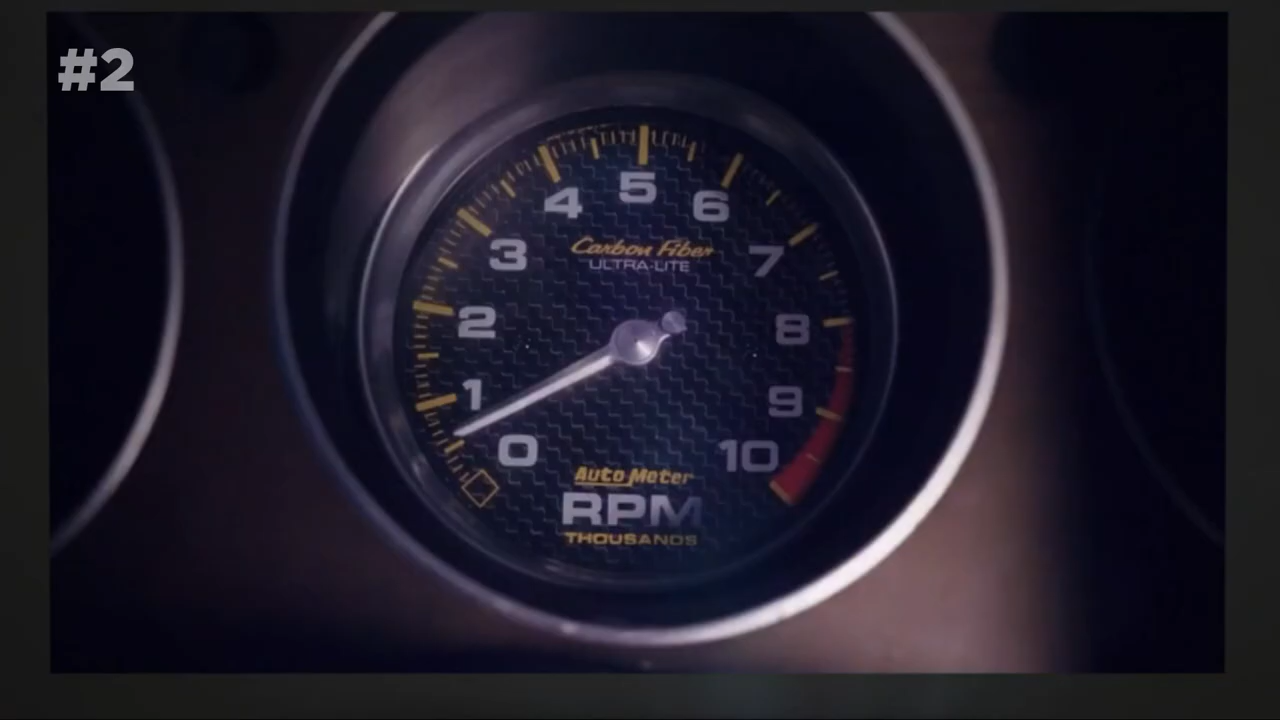 #2
5
4
6
3
7
Carbon Fiber
ULTRA-LITE
2
8
1
9
0
10
Auto Meter
RPM
THOUSANDS